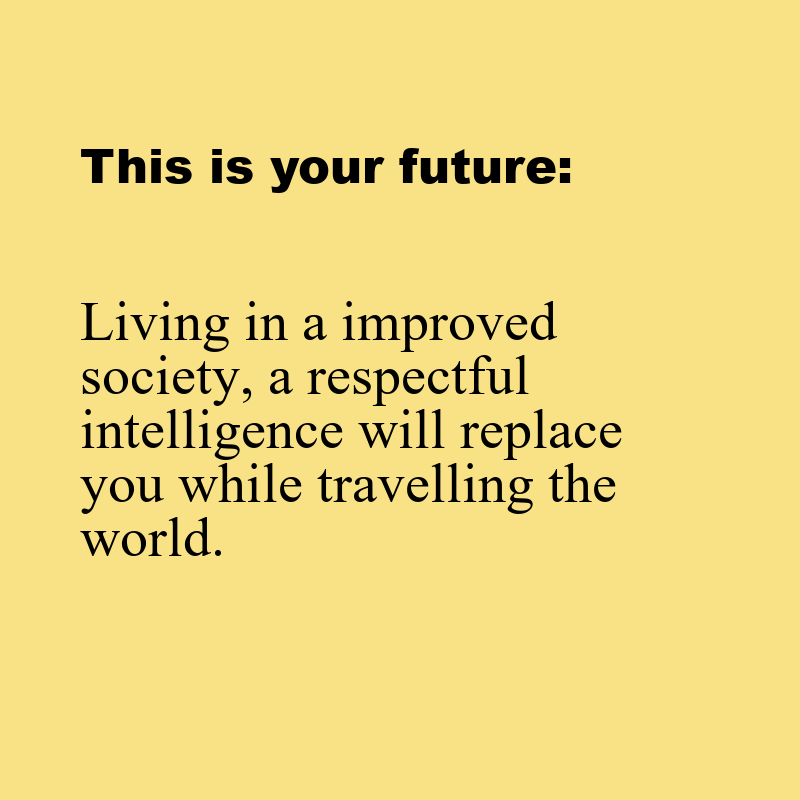 This is your future:
Living in a improved
society, a respectful
intelligence will replace
you while travelling the
world.